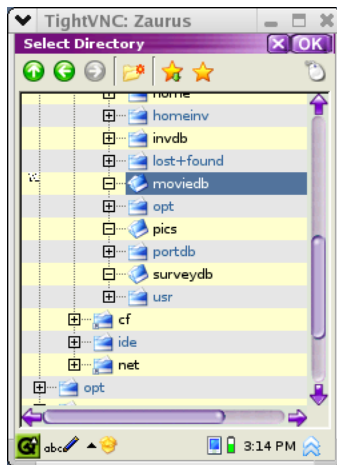 TightVNC: Zaurus
Select Directory
OK
home
homeinv
invdb
lost+found
moviedb
opt
pics
portdb
surveydb
usr
cf
ide
net
opt
abc
3:14 PM